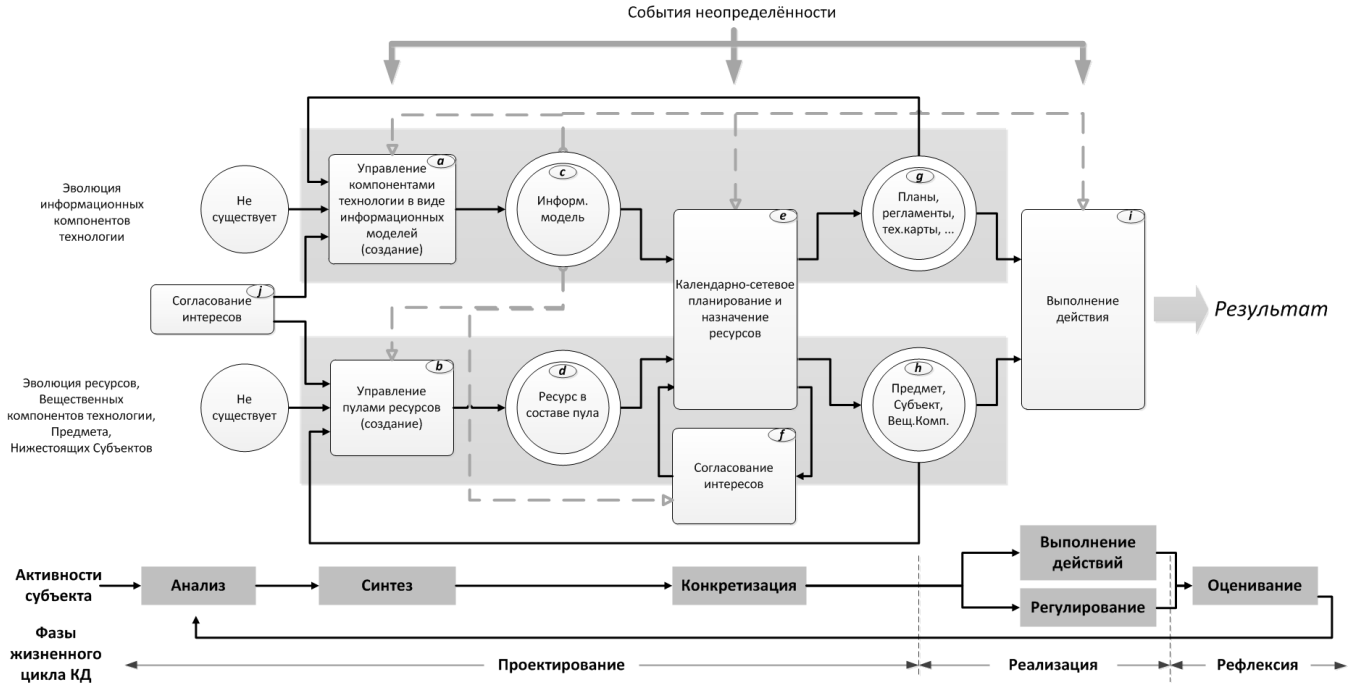 События неопределённости
Эволюция
информационных
компонентов
технологии
Не
существует
a
Управление
компонентами
технологии в виде
информационных
моделей
(создание)
c
Информ.
модель
e
Календарно-сетевое
планирование и
назначение
ресурсов
g
Планы,
регламенты,
тех.карты, ...
i
Выполнение
действия
Результат
j
Согласование
интересов
Эволюция ресурсов,
Вещественных
компонентов технологии,
Предмета,
Нижестоящих Субъектов
Не
существует
b
Управление
пулами ресурсов
(создание)
d
Ресурс в
составе пула
h
Предмет,
Субъект,
Вещ.Комп.
f
Согласование
интересов
Активности
субъекта
Анализ
Синтез
Конкретизация
Выполнение
действий
Регулирование
Оценивание
Фазы
жизненного
цикла КД
Проектирование
Реализация
Рефлексия